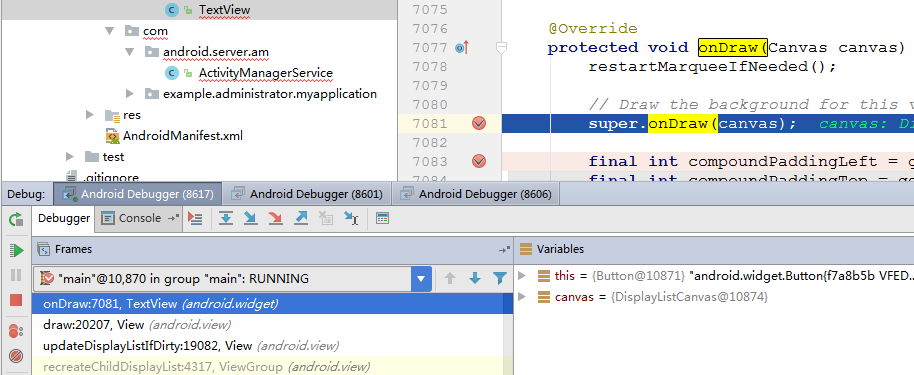 TextView
com
android.server.am
ActivityManagerService
example.administrator.myapplication
res
AndroidManifest.xml
test
.gitignore
7075
7076
@Override
7077 protected void onDraw(Canvas canvas)
7078 restartMarqueeIfNeeded();
7079
7080 // Draw the background for this v
7081 super.onDraw(canvas); canvas: Di
7082
7083 final int compoundPaddingLeft = g
7084 final int compoundPaddingTop = ge
Debug: Android Debugger (8617) Android Debugger (8601) Android Debugger (8606)
Debugger Console
Frames
"main"@10,870 in group "main": RUNNING
onDraw:7081, TextView (android.widget)
draw:20207, View (android.view)
updateDisplayListIfDirty:19082, View (android.view)
recreateChildDisplayList:4317, ViewGroup (android.view)
Variables
this = {Button@10871} "android.widget.Button{f7a8b5b VFED...
canvas = {DisplayListCanvas@10874}